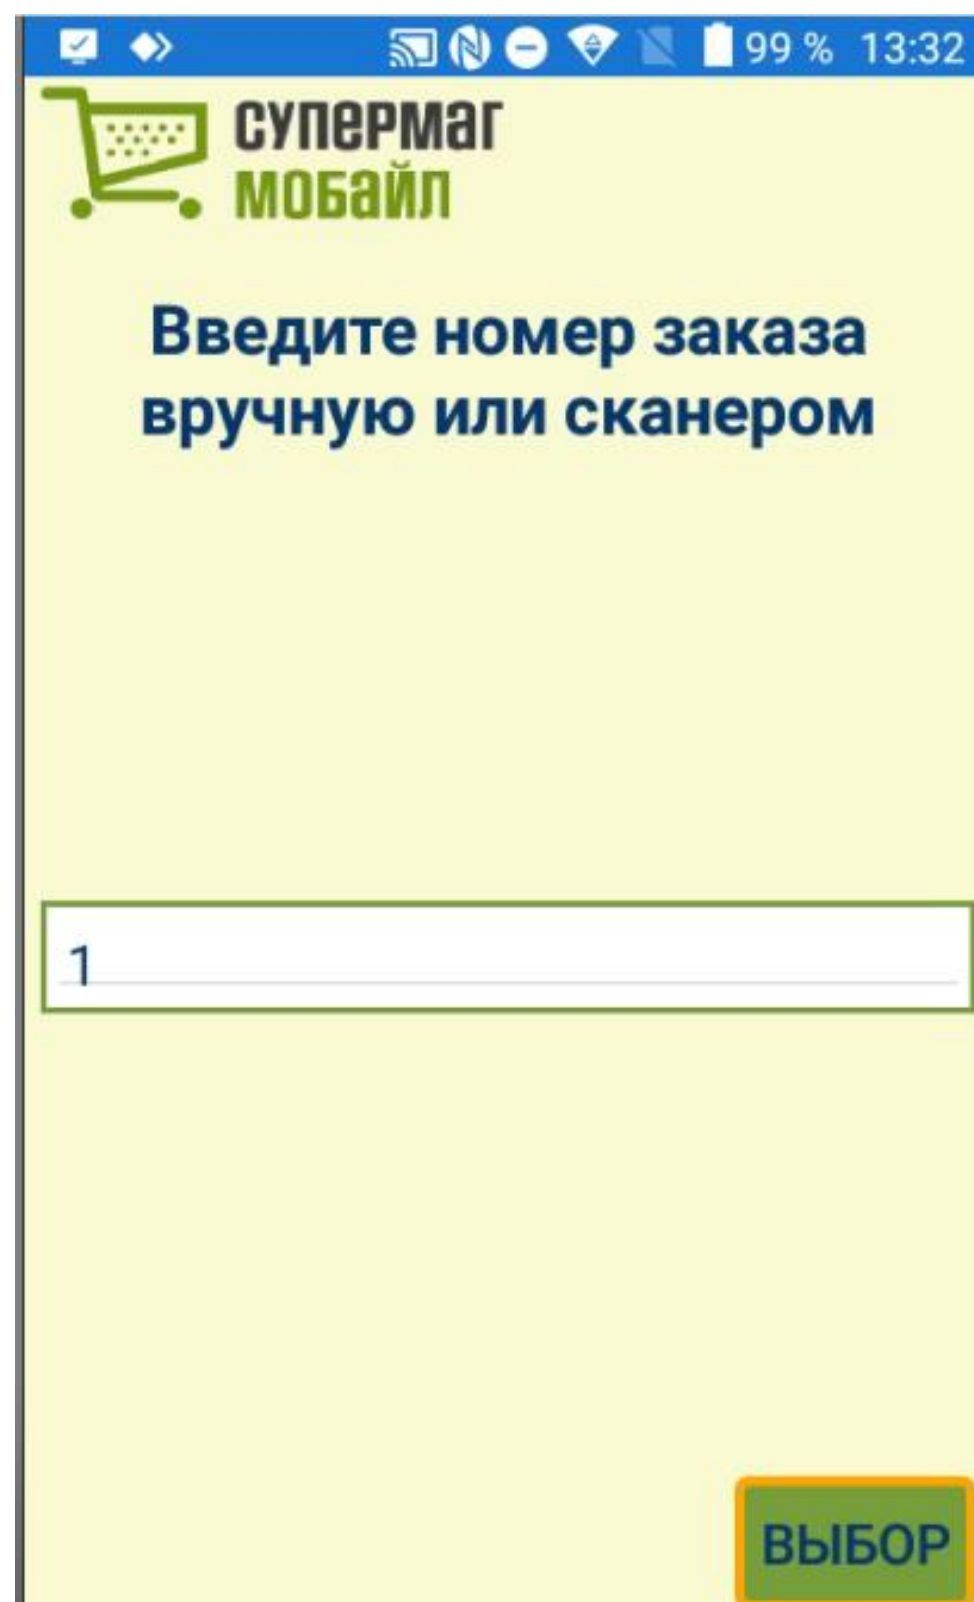 99 % 13:32
СУПЕРМАГ
МОБАЙЛ
Введите номер заказа
вручную или сканером
1
ВЫБОР